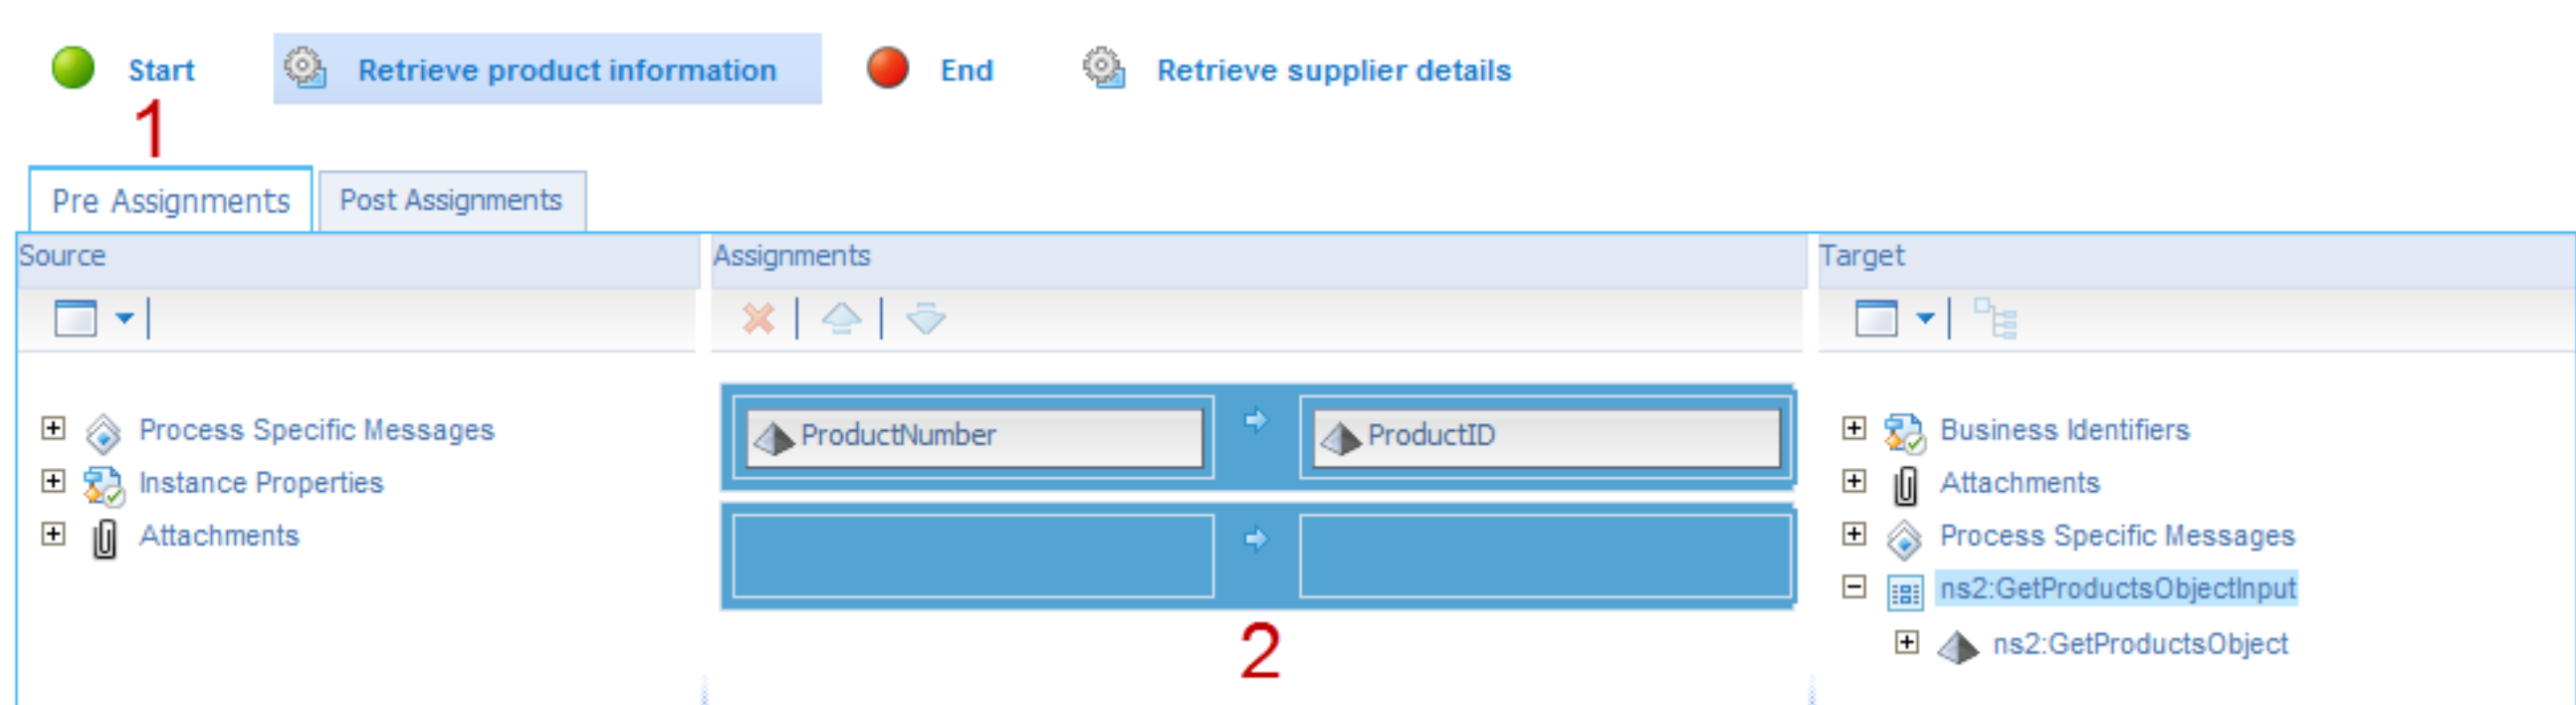 Start Retrieve product information End Retrieve supplier details
1
Pre Assignments Post Assignments
Source Assignments Target
Process Specific Messages ProductNumber ProductID Business Identifiers
Instance Properties Attachments
Attachments Process Specific Messages
ns2:GetProductsObjectInput
2 ns2:GetProductsObject